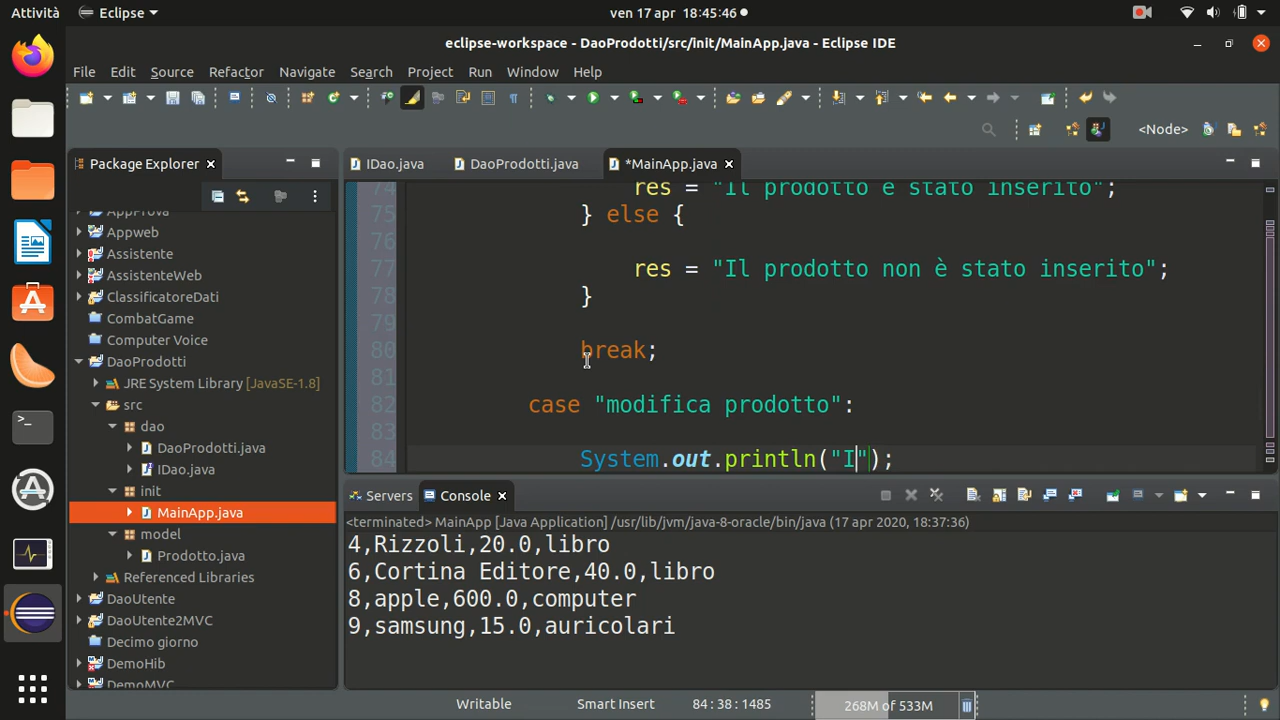 Attività Eclipse ven 17 apr 18:45:46
eclipse-workspace - DaoProdotti/src/init/MainApp.java - Eclipse IDE
File Edit Source Refactor Navigate Search Project Run Window Help
<Node>
Package Explorer
AppProva
Appweb
Assistente
AssistenteWeb
ClassificatoreDati
CombatGame
Computer Voice
DaoProdotti
JRE System Library [JavaSE-1.8]
src
dao
DaoProdotti.java
IDao.java
init
MainApp.java
model
Prodotto.java
Referenced Libraries
DaoUtente
DaoUtente2MVC
Decimo giorno
DemoHib
DemoMVC
IDao.java DaoProdotti.java *MainApp.java
74 res = "Il prodotto è stato inserito";
75 } else {
76
77 res = "Il prodotto non è stato inserito";
78 }
79
80 break;
81
82 case "modifica prodotto":
83
84 System.out.println("I");
Servers Console
<terminated> MainApp [Java Application] /usr/lib/jvm/java-8-oracle/bin/java (17 apr 2020, 18:37:36)
4,Rizzoli,20.0,libro
6,Cortina Editore,40.0,libro
8,apple,600.0,computer
9,samsung,15.0,auricolari
Writable Smart Insert 84 : 38 : 1485 268M of 533M